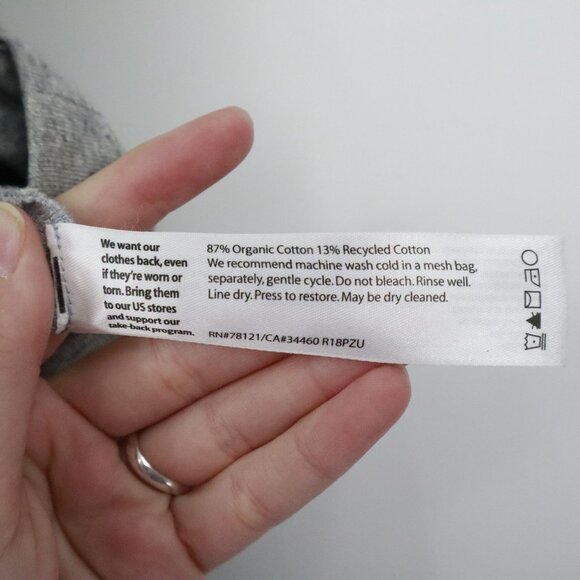 We want our
clothes back, even
if they're worn or
torn. Bring them
to our US stores
and support our
take-back program.
87% Organic Cotton 13% Recycled Cotton
We recommend machine wash cold in a mesh bag,
separately, gentle cycle. Do not bleach. Rinse well.
Line dry. Press to restore. May be dry cleaned.
RN#78121/CA#34460 R18PZU